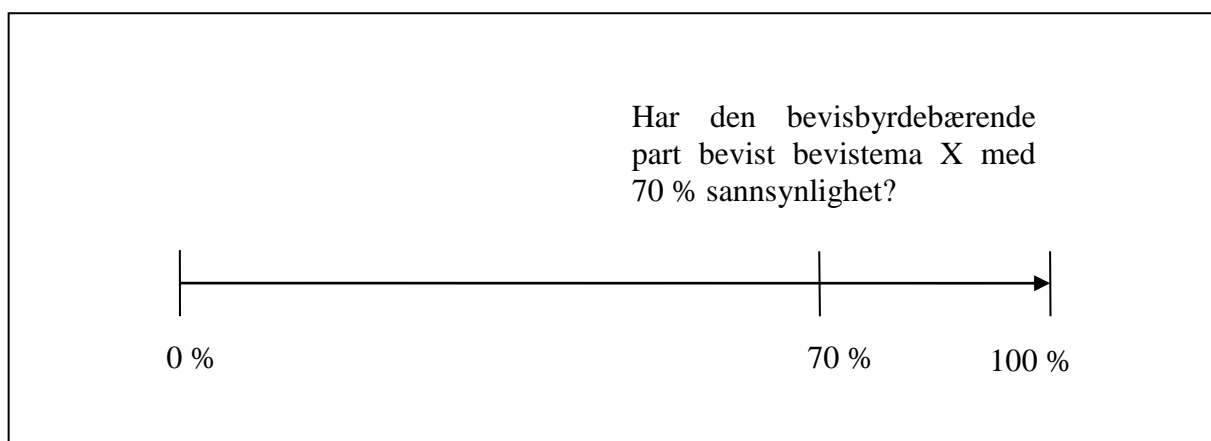 Har den bevisbyrdebærende
part bevist bevistema X med
70 % sannsynlighet?
0 %
70 %
100 %